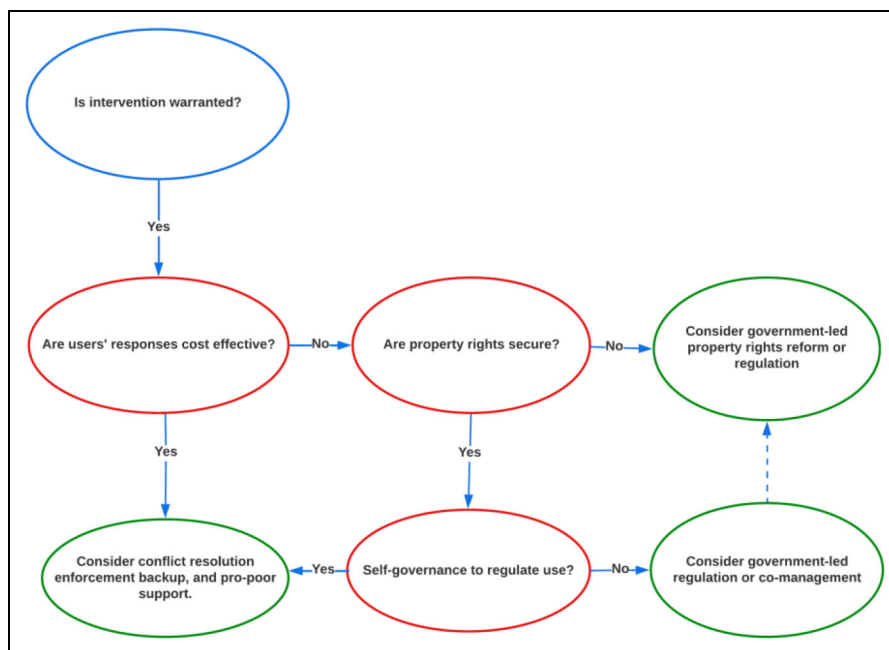 Is intervention warranted?
Yes
Are users' responses cost effective?
No
Are property rights secure?
No
Consider government-led
property rights reform or
regulation
Yes
Yes
Consider conflict resolution
enforcement backup, and pro-poor
support.
Yes
Self-governance to regulate use?
No
Consider government-led
regulation or co-management